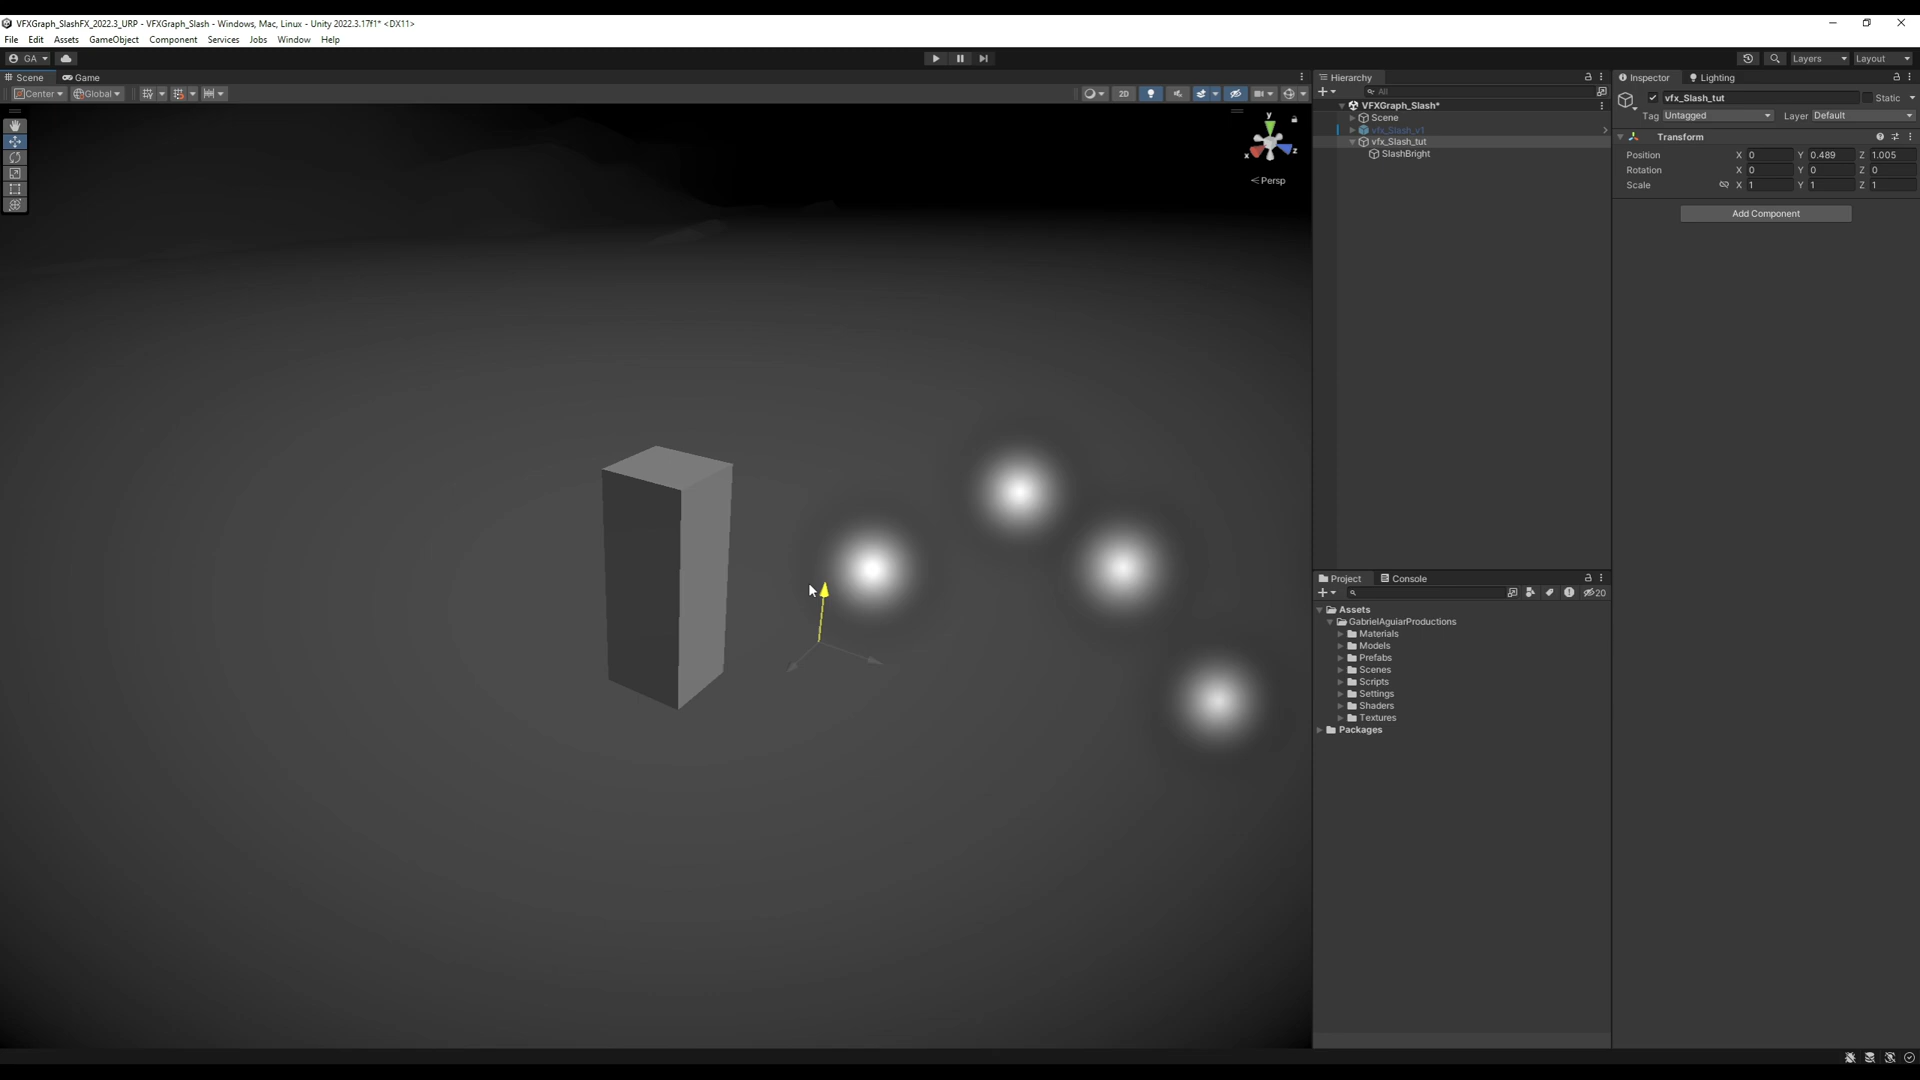 VFXGraph_SlashFX_2022.3_URP - VFXGraph_Slash - Windows, Mac, Linux - Unity 2022.3.17f1* <DX11>
File Edit Assets GameObject Component Services Jobs Window Help
GA Layers Layout
Scene Game
Center Global 2D
y
x z
Persp
Hierarchy
All
VFXGraph_Slash*
Scene
vfx_Slash_v1
vfx_Slash_tut
SlashBright
Project Console
20
Assets
GabrielAguiarProductions
Materials
Models
Prefabs
Scenes
Scripts
Settings
Shaders
Textures
Packages
Inspector Lighting
vfx_Slash_tut Static
Tag Untagged Layer Default
Transform
Position X 0 Y 0.489 Z 1.005
Rotation X 0 Y 0 Z 0
Scale X 1 Y 1 Z 1
Add Component